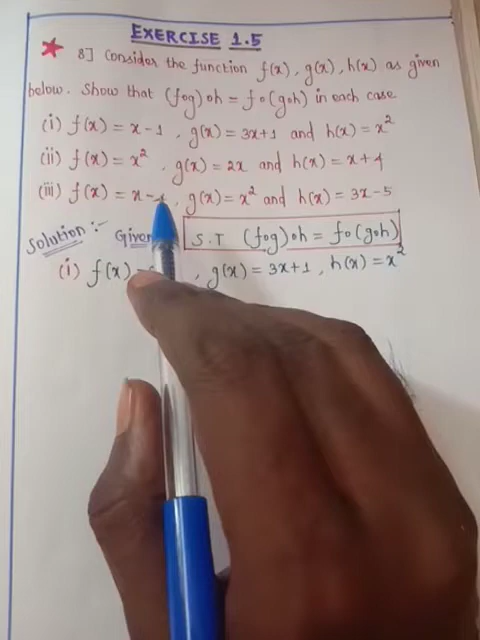 EXERCISE 1.5
★ 8] Consider the function f(x), g(x), h(x) as given
below. Show that (fog)oh = fo(goh) in each case
(i) f(x) = x-1 , g(x) = 3x+1 and h(x) = x²
(ii) f(x) = x² , g(x) = 2x and h(x) = x+4
(iii) f(x) = x-4 , g(x) = x² and h(x) = 3x-5
Solution :- Given S.T (fog)oh = fo(goh)
(i) f(x) = , g(x) = 3x+1 , h(x) = x²